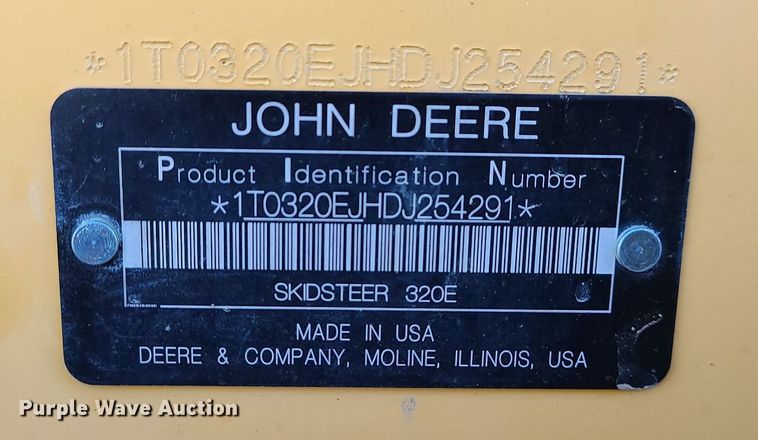 *1T0320EJHDJ254291*
JOHN DEERE
Product Identification Number
*1T0320EJHDJ254291*
SKIDSTEER 320E
MADE IN USA
DEERE & COMPANY, MOLINE, ILLINOIS, USA
Purple Wave Auction